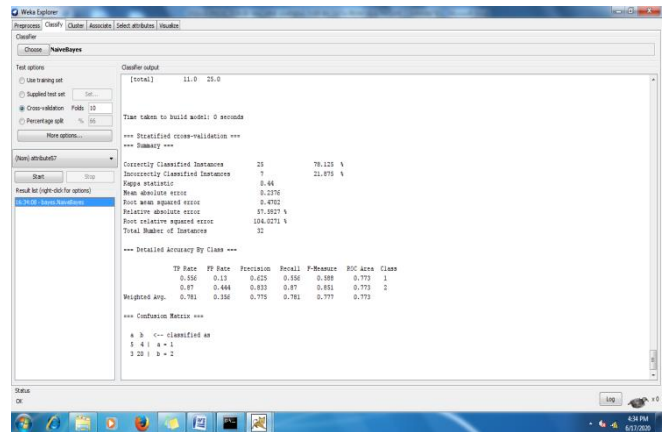 Weka Explorer
Preprocess Classify Cluster Associate Select attributes Visualize
Classifier
Choose NaiveBayes
Test options
Use training set
Supplied test set Set...
Cross-validation Folds 10
Percentage split % 66
More options...
(Nom) attribute57
Start Stop
Result list (right-click for options)
16:34:08 - bayes.NaiveBayes
Classifier output
[total] 11.0 25.0
Time taken to build model: 0 seconds
=== Stratified cross-validation ===
=== Summary ===
Correctly Classified Instances 25 78.125 %
Incorrectly Classified Instances 7 21.875 %
Kappa statistic 0.44
Mean absolute error 0.2376
Root mean squared error 0.4702
Relative absolute error 57.5927 %
Root relative squared error 104.0271 %
Total Number of Instances 32
=== Detailed Accuracy By Class ===
TP Rate FP Rate Precision Recall F-Measure ROC Area Class
0.556 0.13 0.625 0.556 0.588 0.773 1
0.87 0.444 0.833 0.87 0.851 0.773 2
Weighted Avg. 0.781 0.356 0.775 0.781 0.777 0.773
=== Confusion Matrix ===
a b <-- classified as
5 4 | a = 1
3 20 | b = 2
Status
OK
Log x 0
4:34 PM
6/17/2020